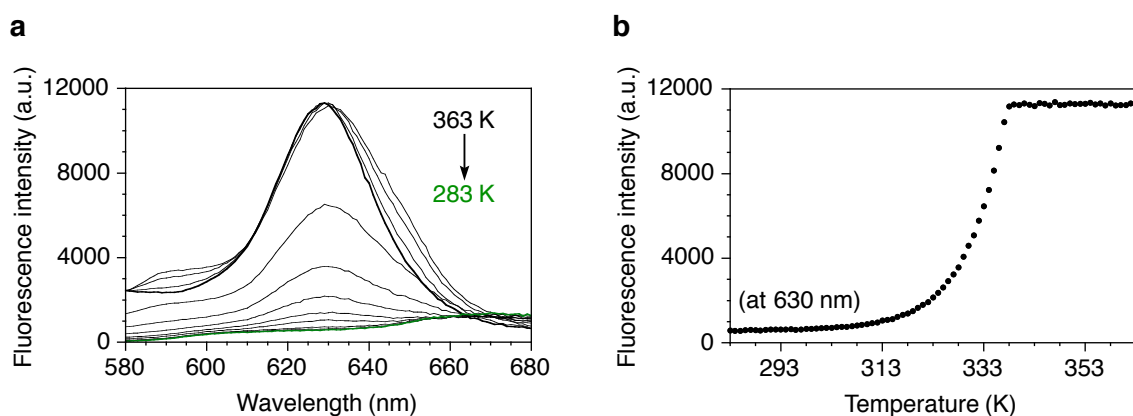 a
Fluorescence intensity (a.u.)
12000
8000
4000
0
363 K
283 K
580 600 620 640 660 680
Wavelength (nm)
b
Fluorescence intensity (a.u.)
12000
8000
4000
0
(at 630 nm)
293 313 333 353
Temperature (K)